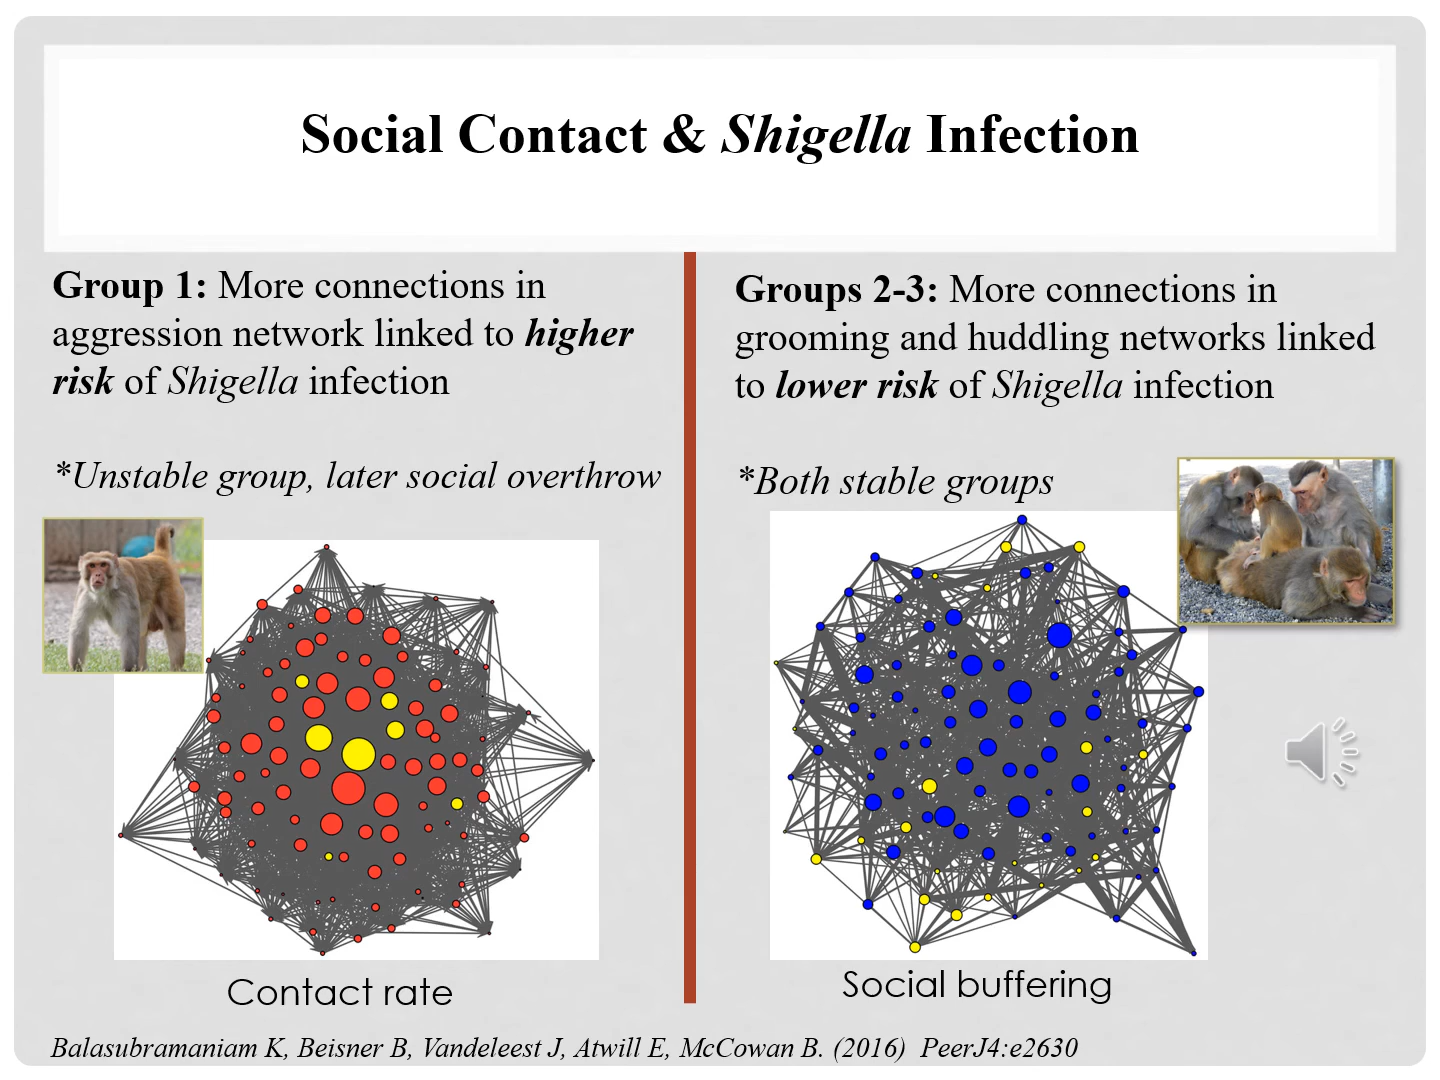 Social Contact & Shigella Infection
Group 1: More connections in
aggression network linked to higher
risk of Shigella infection
*Unstable group, later social overthrow
Contact rate
Groups 2-3: More connections in
grooming and huddling networks linked
to lower risk of Shigella infection
*Both stable groups
Social buffering
Balasubramaniam K, Beisner B, Vandeleest J, Atwill E, McCowan B. (2016)  PeerJ4:e2630